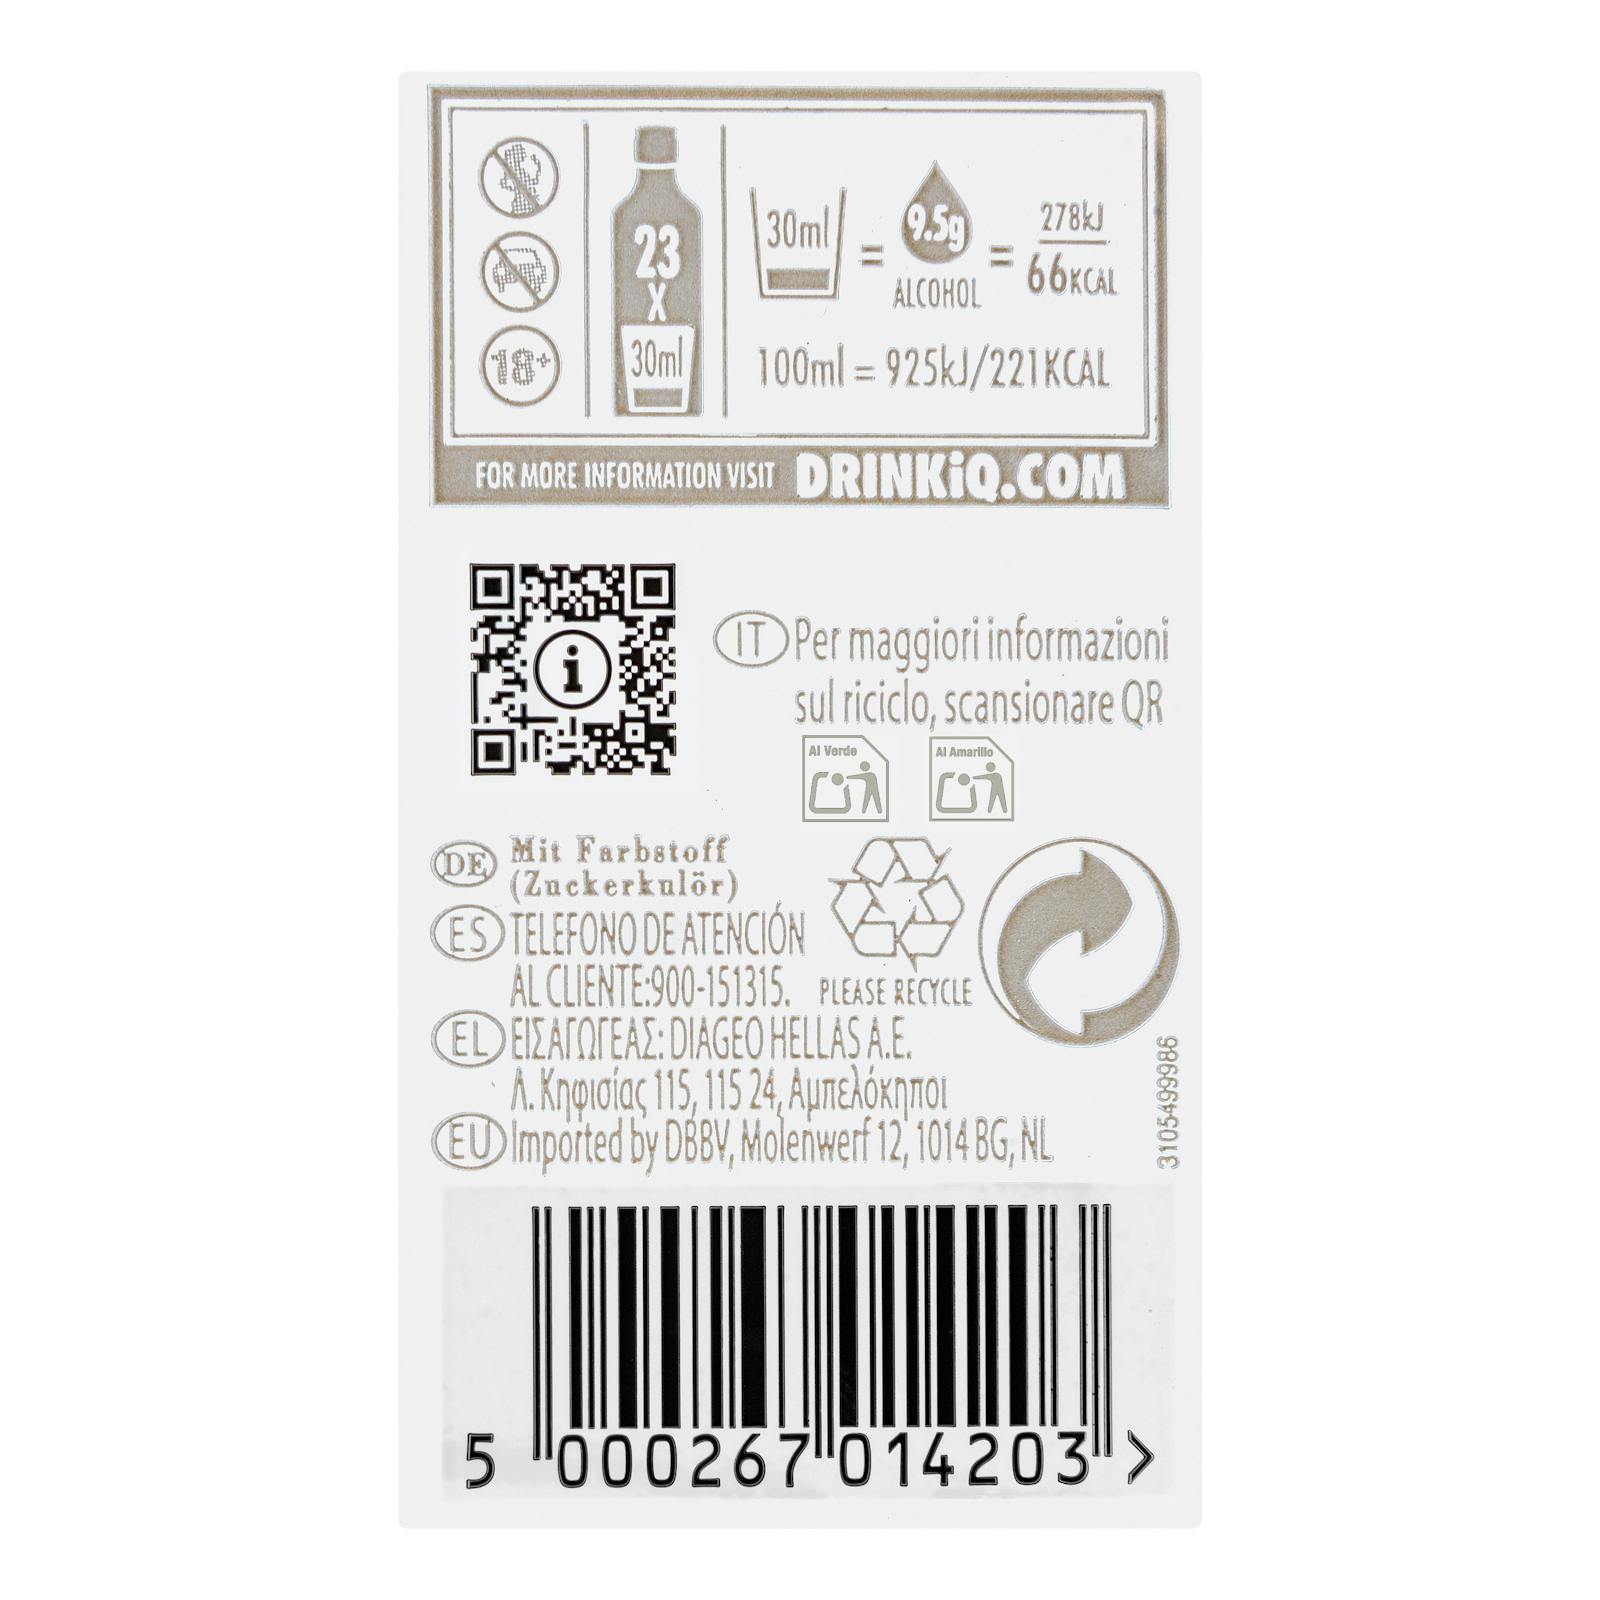 23
X
30ml
30ml = 9.5g = 278kJ
ALCOHOL
66KCAL
18+
100ml = 925kJ/221KCAL
FOR MORE INFORMATION VISIT DRINKiQ.COM
i
IT Per maggiori informazioni
sul riciclo, scansionare QR
Al Verde
Al Amarillo
DE Mit Farbstoff
(Zuckerkulör)
ES TELEFONO DE ATENCIÓN
AL CLIENTE:900-151315.
PLEASE RECYCLE
EL ΕΙΣΑΓΩΓΕΑΣ: DIAGEO HELLAS A.E.
Λ. Κηφισίας 115, 115 24, Αμπελόκηποι
EU Imported by DBBV, Molenwerf 12, 1014 BG, NL
3105499986
5 000267 014203 >